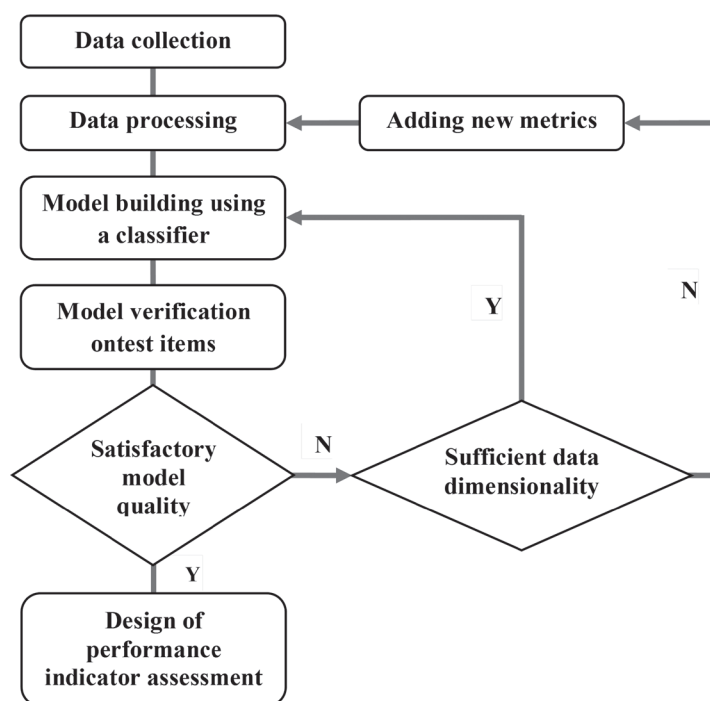 Data collection
Data processing
Adding new metrics
Model building using
a classifier
Y
N
Model verification
ontest items
Satisfactory
model
quality
N
Sufficient data
dimensionality
Y
Design of
performance
indicator assessment